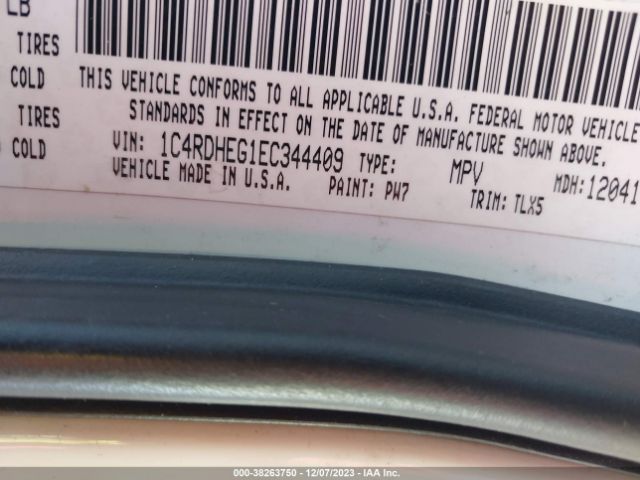 LB
TIRES
COLD THIS VEHICLE CONFORMS TO ALL APPLICABLE U.S.A. FEDERAL MOTOR VEHICLE
TIRES STANDARDS IN EFFECT ON THE DATE OF MANUFACTURE SHOWN ABOVE.
COLD VIN: 1C4RDHEG1EC344409 TYPE: MPV MDH:12041
VEHICLE MADE IN U.S.A. PAINT: PW7 TRIM: TLX5
000-38263750 - 12/07/2023 - IAA Inc.